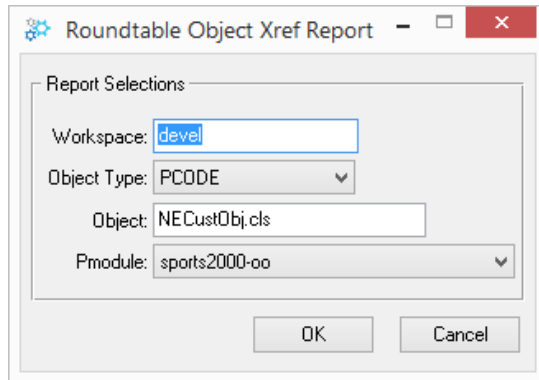 Roundtable Object Xref Report
Report Selections
Workspace: devel
Object Type: PCODE
Object: NECustObj.cls
Pmodule: sports2000-oo
OK Cancel